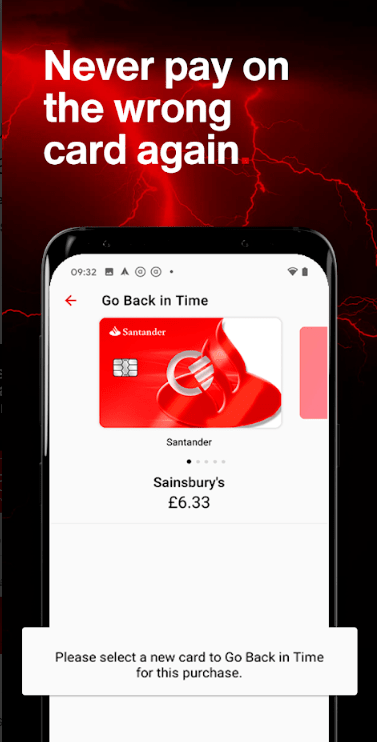 Never pay on
the wrong
card again.
09:32
Go Back in Time
Santander
Santander
Sainsbury's
£6.33
Please select a new card to Go Back in Time
for this purchase.